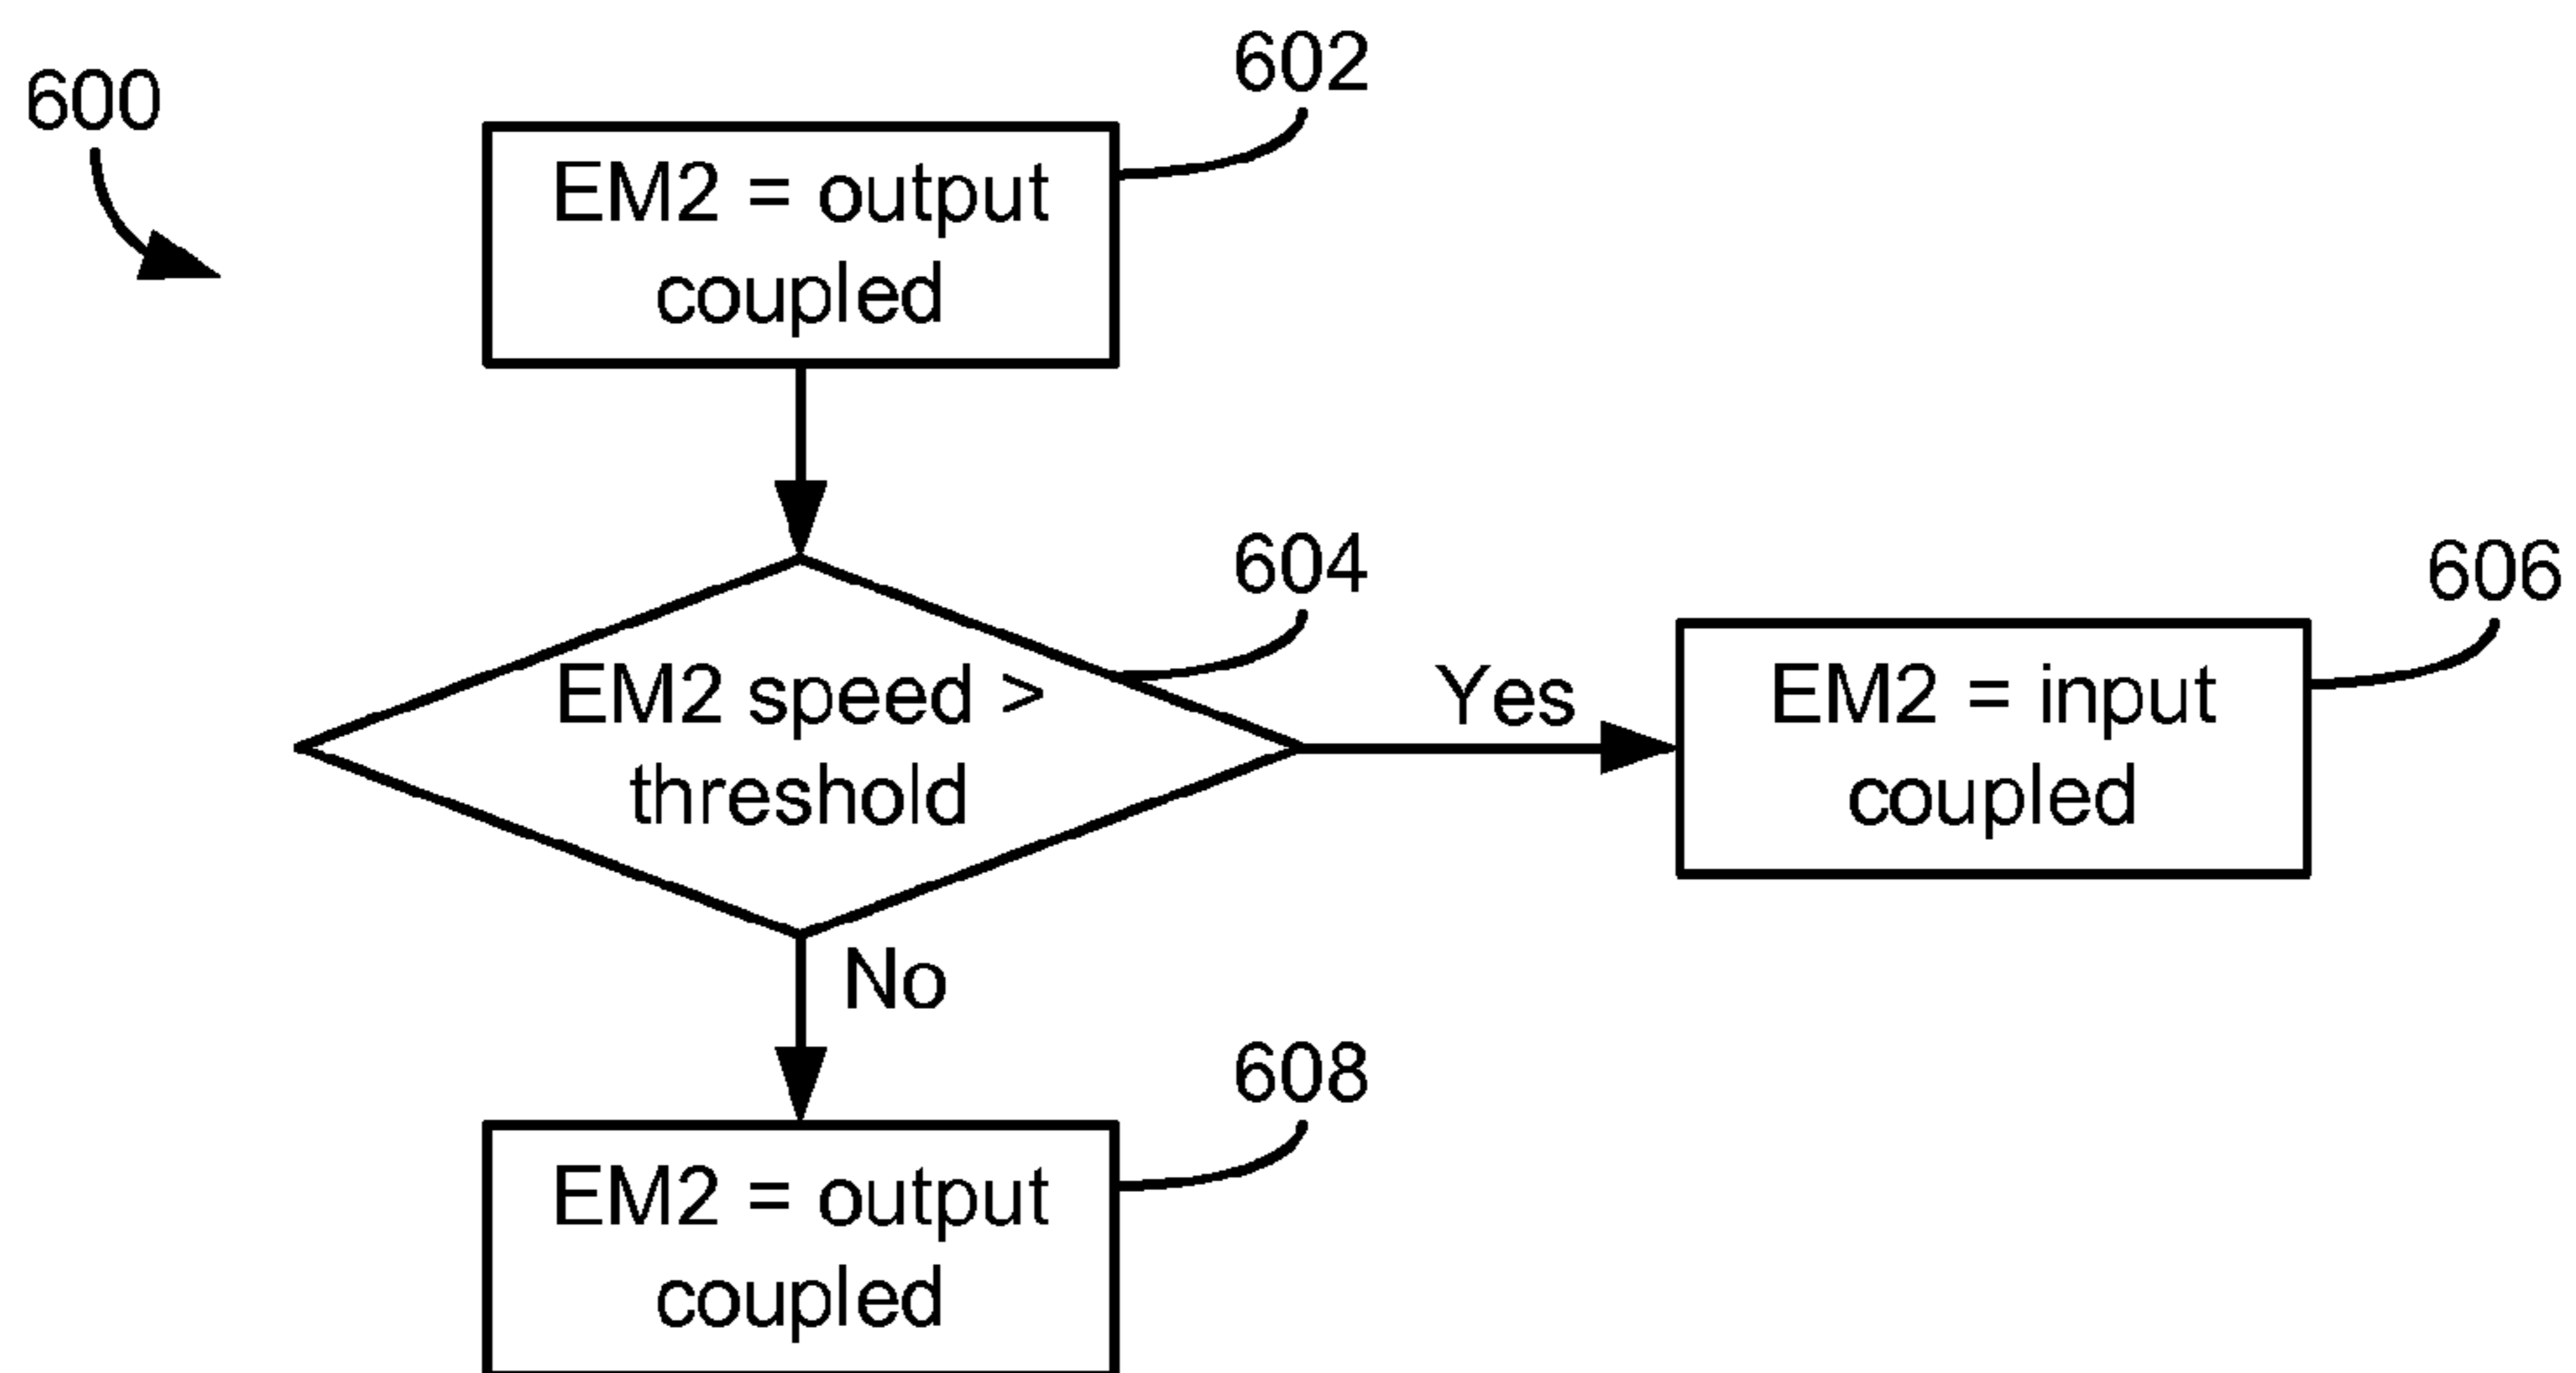 600
602
EM2 = output
coupled
604
EM2 speed >
threshold
Yes
606
EM2 = input
coupled
No
608
EM2 = output
coupled